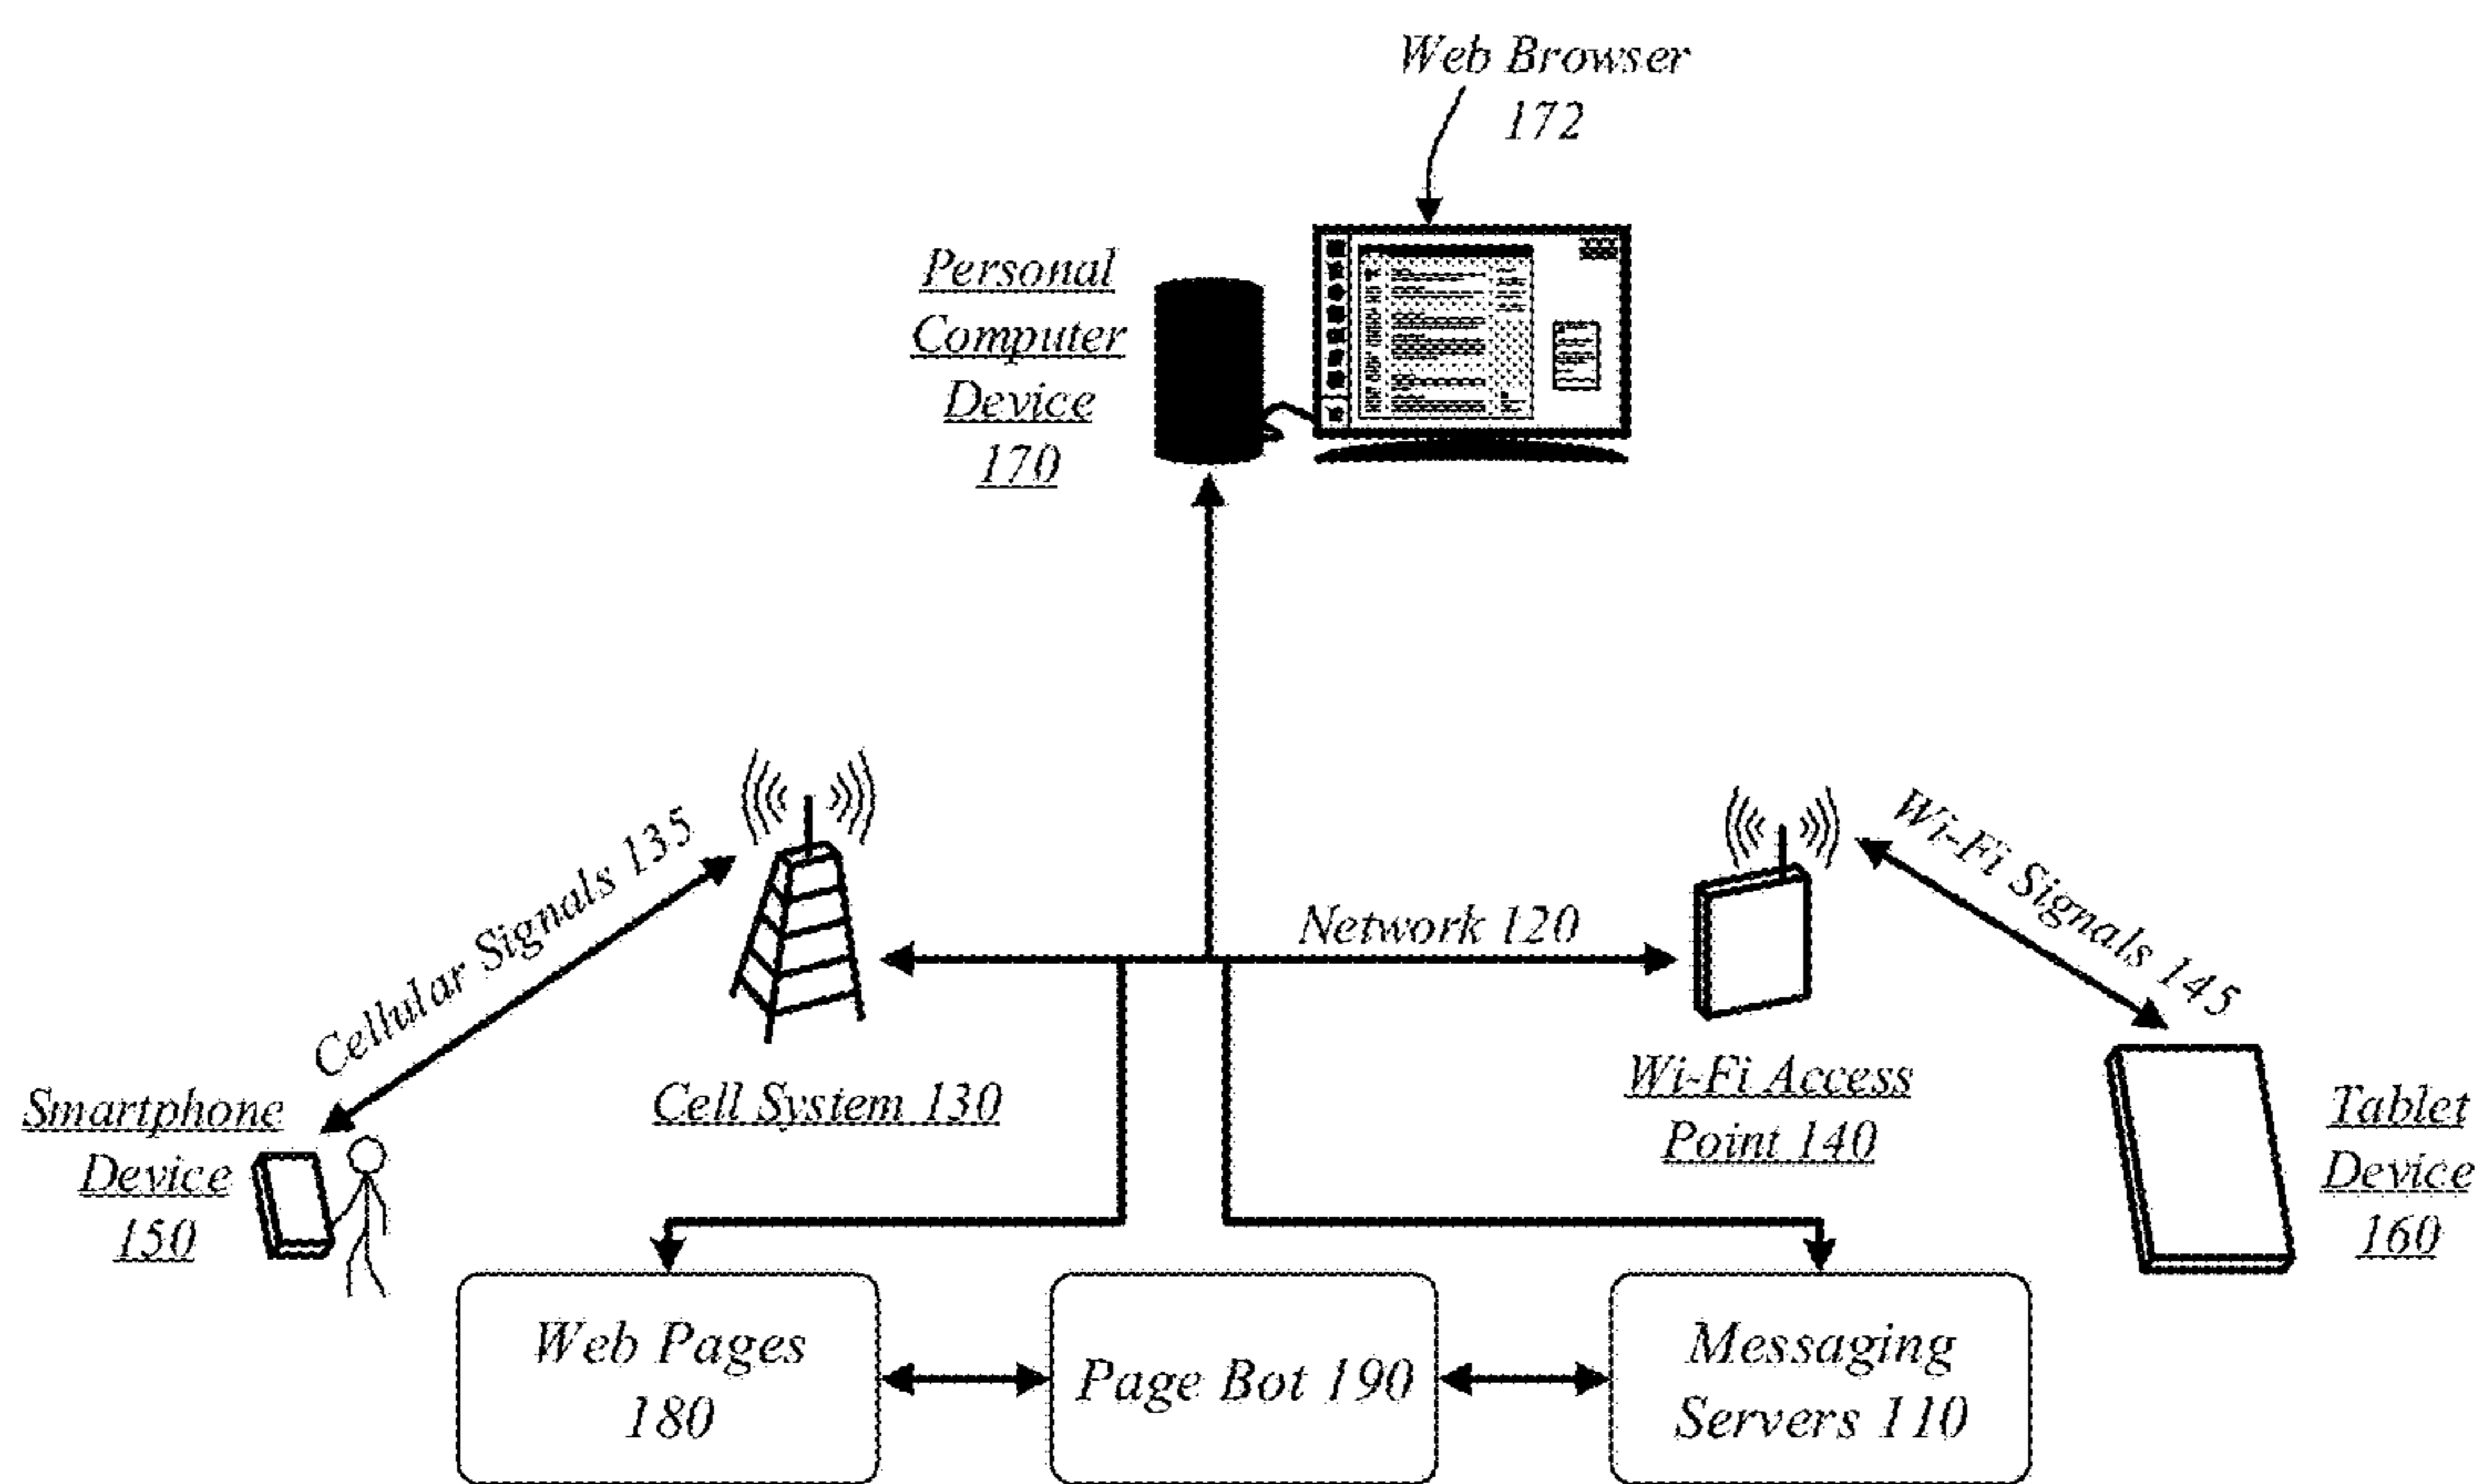 Web Browser
172
Personal
Computer
Device
170
Cellular Signals 135
Network 120
Wi-Fi Signals 145
Smartphone
Device
150
Cell System 130
Wi-Fi Access
Point 140
Tablet
Device
160
Web Pages
180
Page Bot 190
Messaging
Servers 110